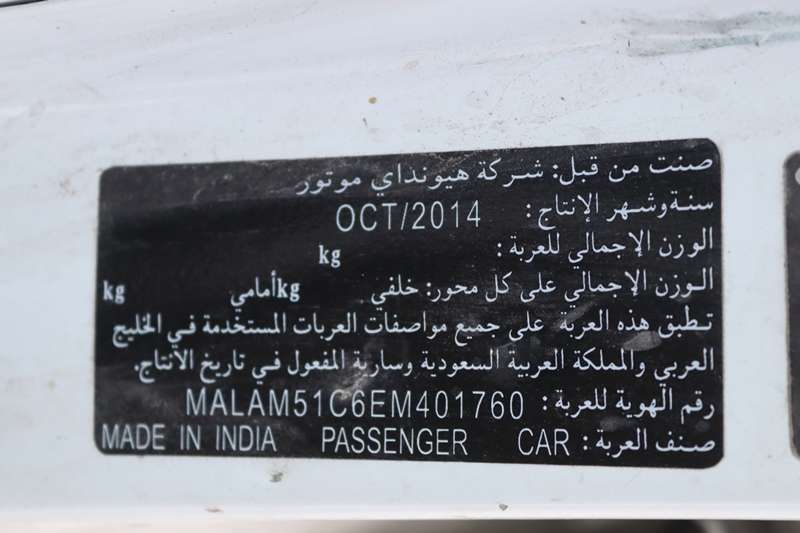 صنعت من قبل: شركة هيونداي موتور
سنة وشهر الانتاج: OCT/2014
الوزن الإجمالي للعربة: kg
الوزن الإجمالي على كل محور: خلفي kg أمامي kg
تطبق هذه العربة على جميع مواصفات العربات المستخدمة في الخليج
العربي والمملكة العربية السعودية وسارية المفعول في تاريخ الانتاج.
رقم الهوية للعربة: MALAM51C6EM401760
صنف العربة: MADE IN INDIA PASSENGER CAR